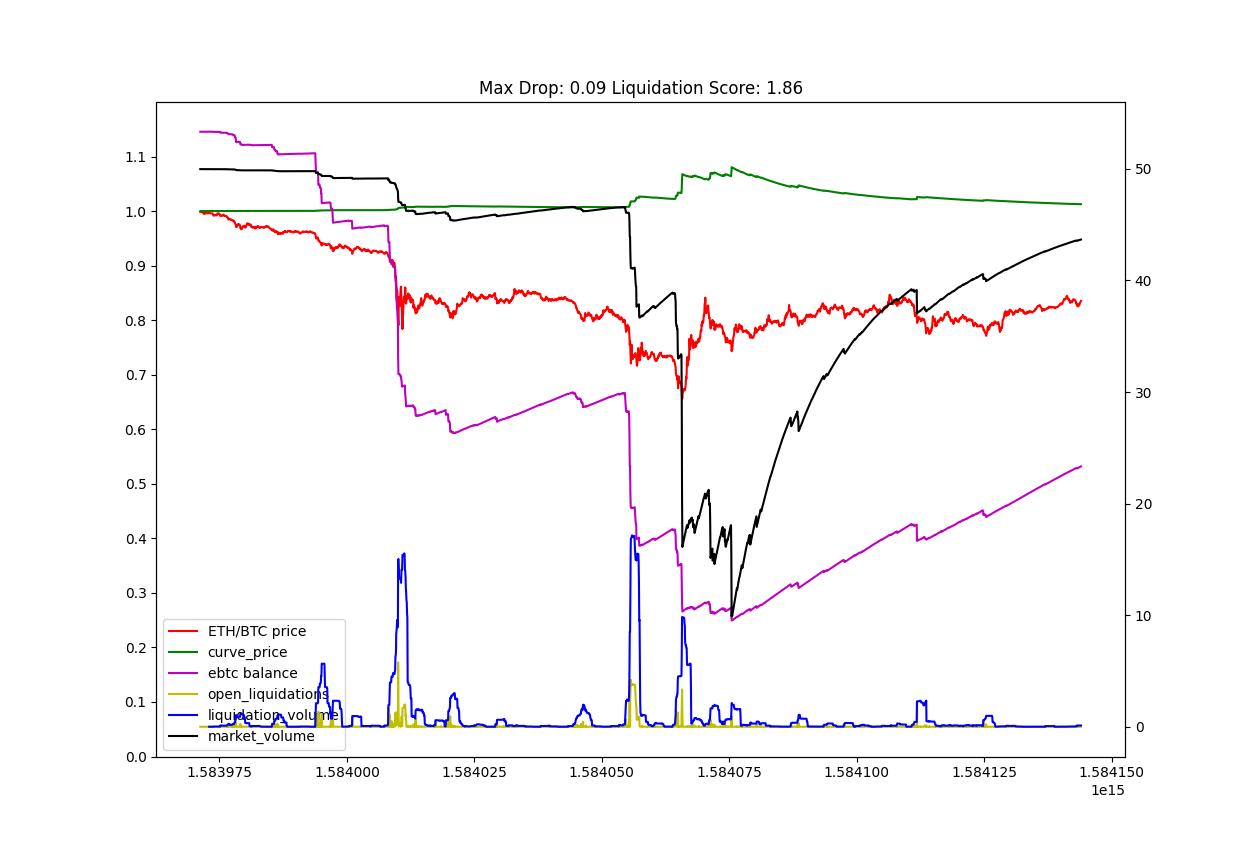 Max Drop: 0.09 Liquidation Score: 1.86
1.1
1.0
0.9
0.8
0.7
0.6
0.5
0.4
0.3
0.2
0.1
0.0
50
40
30
20
10
0
ETH/BTC price
curve_price
ebtc balance
open_liquidations
liquidation_volume
market_volume
1.583975 1.584000 1.584025 1.584050 1.584075 1.584100 1.584125 1.584150
1e15